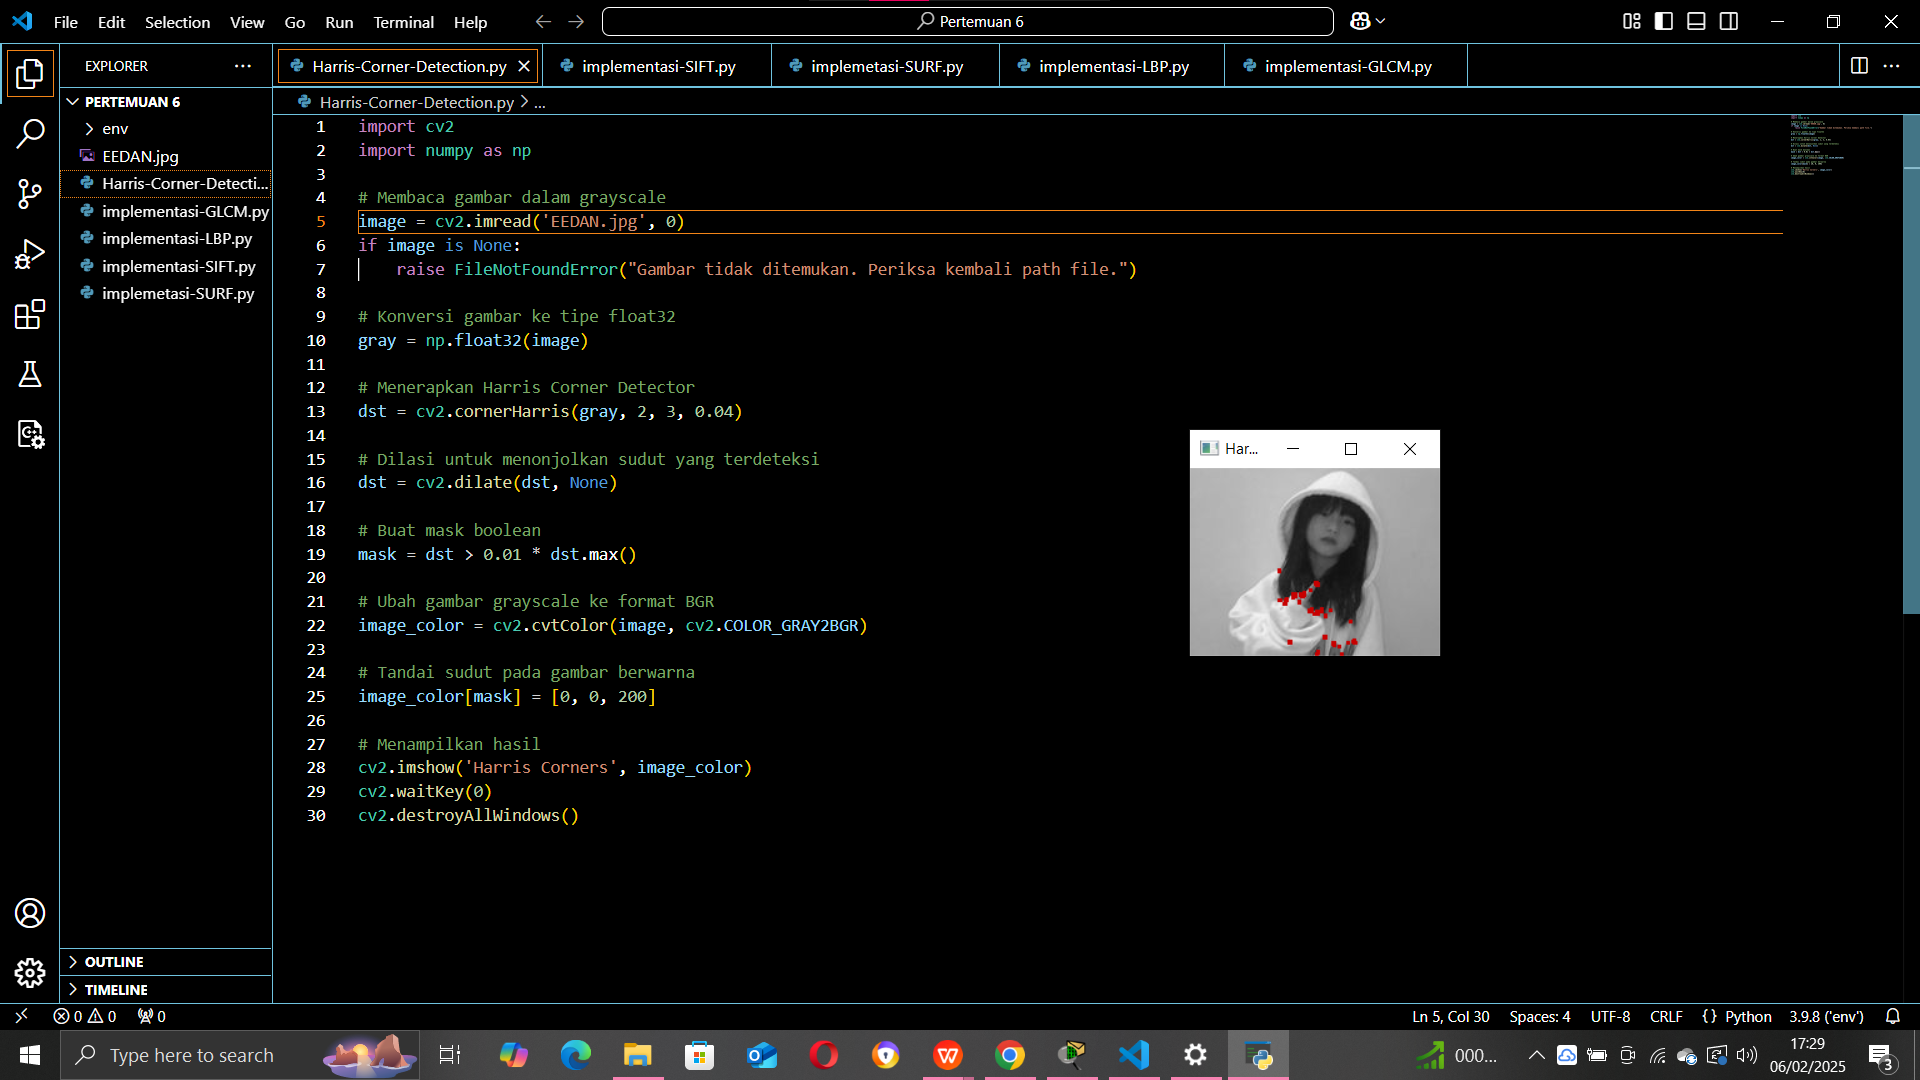 File Edit Selection View Go Run Terminal Help
Pertemuan 6
EXPLORER
Harris-Corner-Detection.py
implementasi-SIFT.py
implemetasi-SURF.py
implementasi-LBP.py
implementasi-GLCM.py
PERTEMUAN 6
env
EEDAN.jpg
Harris-Corner-Detecti...
implementasi-GLCM.py
implementasi-LBP.py
implementasi-SIFT.py
implemetasi-SURF.py
OUTLINE
TIMELINE
Harris-Corner-Detection.py > ...
1 import cv2
2 import numpy as np
3
4 # Membaca gambar dalam grayscale
5 image = cv2.imread('EEDAN.jpg', 0)
6 if image is None:
7 raise FileNotFoundError("Gambar tidak ditemukan. Periksa kembali path file.")
8
9 # Konversi gambar ke tipe float32
10 gray = np.float32(image)
11
12 # Menerapkan Harris Corner Detector
13 dst = cv2.cornerHarris(gray, 2, 3, 0.04)
14
15 # Dilasi untuk menonjolkan sudut yang terdeteksi
16 dst = cv2.dilate(dst, None)
17
18 # Buat mask boolean
19 mask = dst > 0.01 * dst.max()
20
21 # Ubah gambar grayscale ke format BGR
22 image_color = cv2.cvtColor(image, cv2.COLOR_GRAY2BGR)
23
24 # Tandai sudut pada gambar berwarna
25 image_color[mask] = [0, 0, 200]
26
27 # Menampilkan hasil
28 cv2.imshow('Harris Corners', image_color)
29 cv2.waitKey(0)
30 cv2.destroyAllWindows()
Har...
0 0 0
Ln 5, Col 30 Spaces: 4 UTF-8 CRLF {} Python 3.9.8 ('env')
Type here to search
000...
17:29
06/02/2025
3